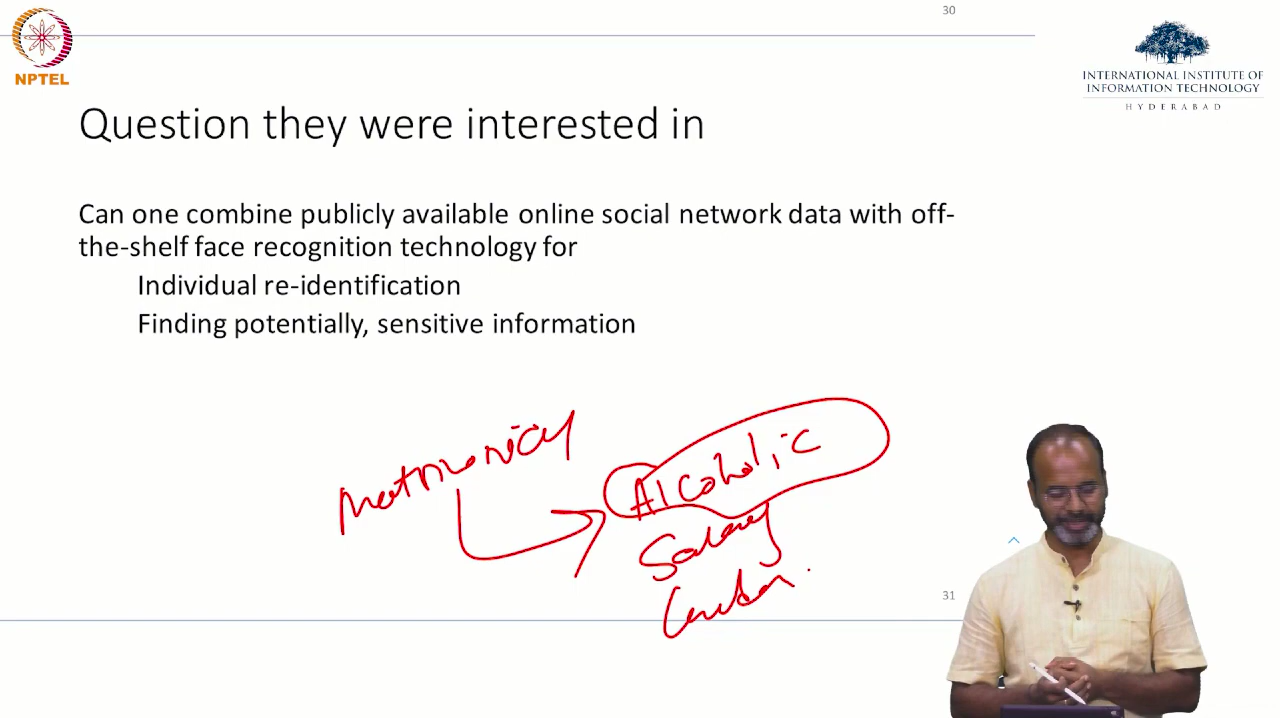 30
NPTEL
INTERNATIONAL INSTITUTE OF
INFORMATION TECHNOLOGY
HYDERABAD
Question they were interested in
Can one combine publicly available online social network data with off-
the-shelf face recognition technology for
Individual re-identification
Finding potentially, sensitive information
Alcoholic
Salary
31